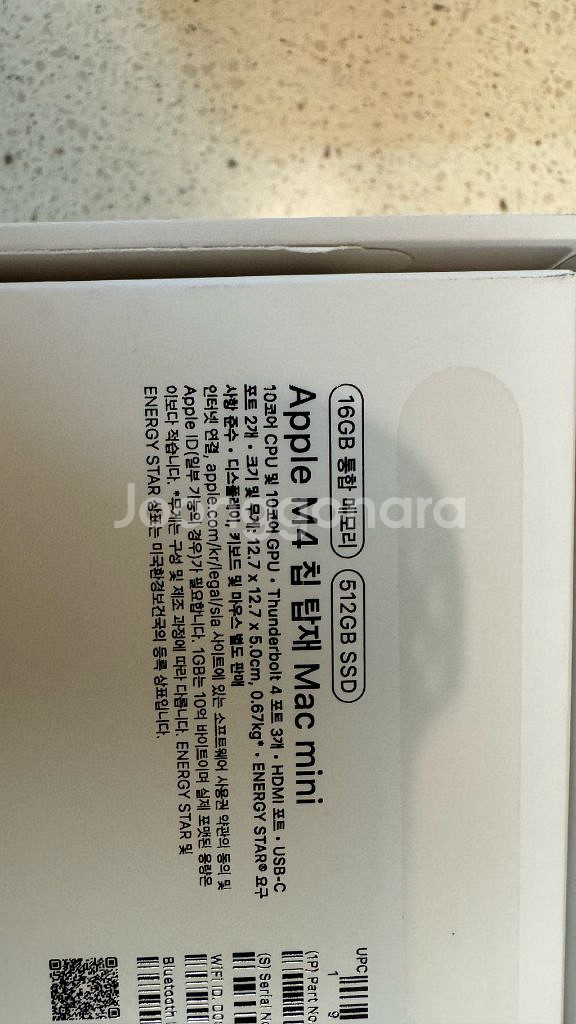 16GB 통합 메모리 512GB SSD
Apple M4 칩 탑재 Mac mini
10코어 CPU 및 10코어 GPU • Thunderbolt 4 포트 3개 • HDMI 포트 • USB-C
포트 2개 • 크기 및 무게: 12.7 x 12.7 x 5.0cm, 0.67kg* • ENERGY STAR® 요구
사항 준수 • 디스플레이, 키보드 및 마우스 별도 판매
인터넷 연결, apple.com/kr/legal/sla 사이트에 있는 소프트웨어 사용권 약관의 동의 및
Apple ID(일부 기능의 경우)가 필요합니다. 1GB는 10억 바이트이며 실제 포맷된 용량은
이보다 적습니다. *무게는 구성 및 제조 과정에 따라 다릅니다. ENERGY STAR 및
ENERGY STAR 상표는 미국환경보건국의 등록 상표입니다.
UPC
1 9
(1P) Part No.
(S) Serial No
WiFi ID.
Bluetooth
Joonggonara